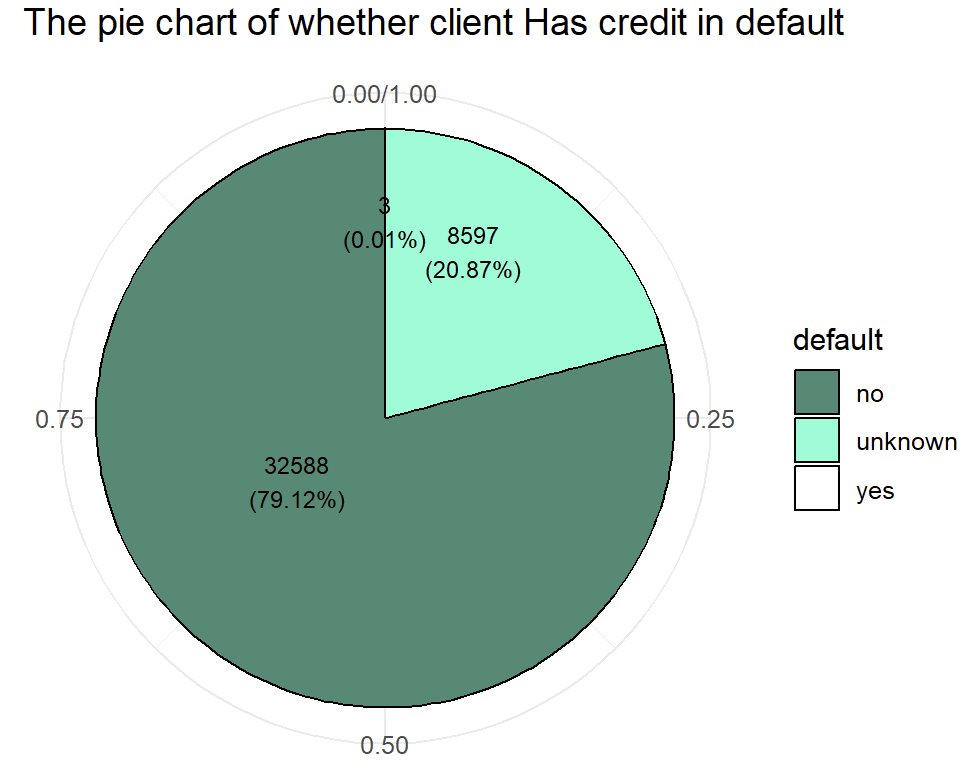 The pie chart of whether client Has credit in default
0.00/1.00
3
(0.01%)
8597
(20.87%)
default
no
unknown
yes
0.75
0.25
32588
(79.12%)
0.50